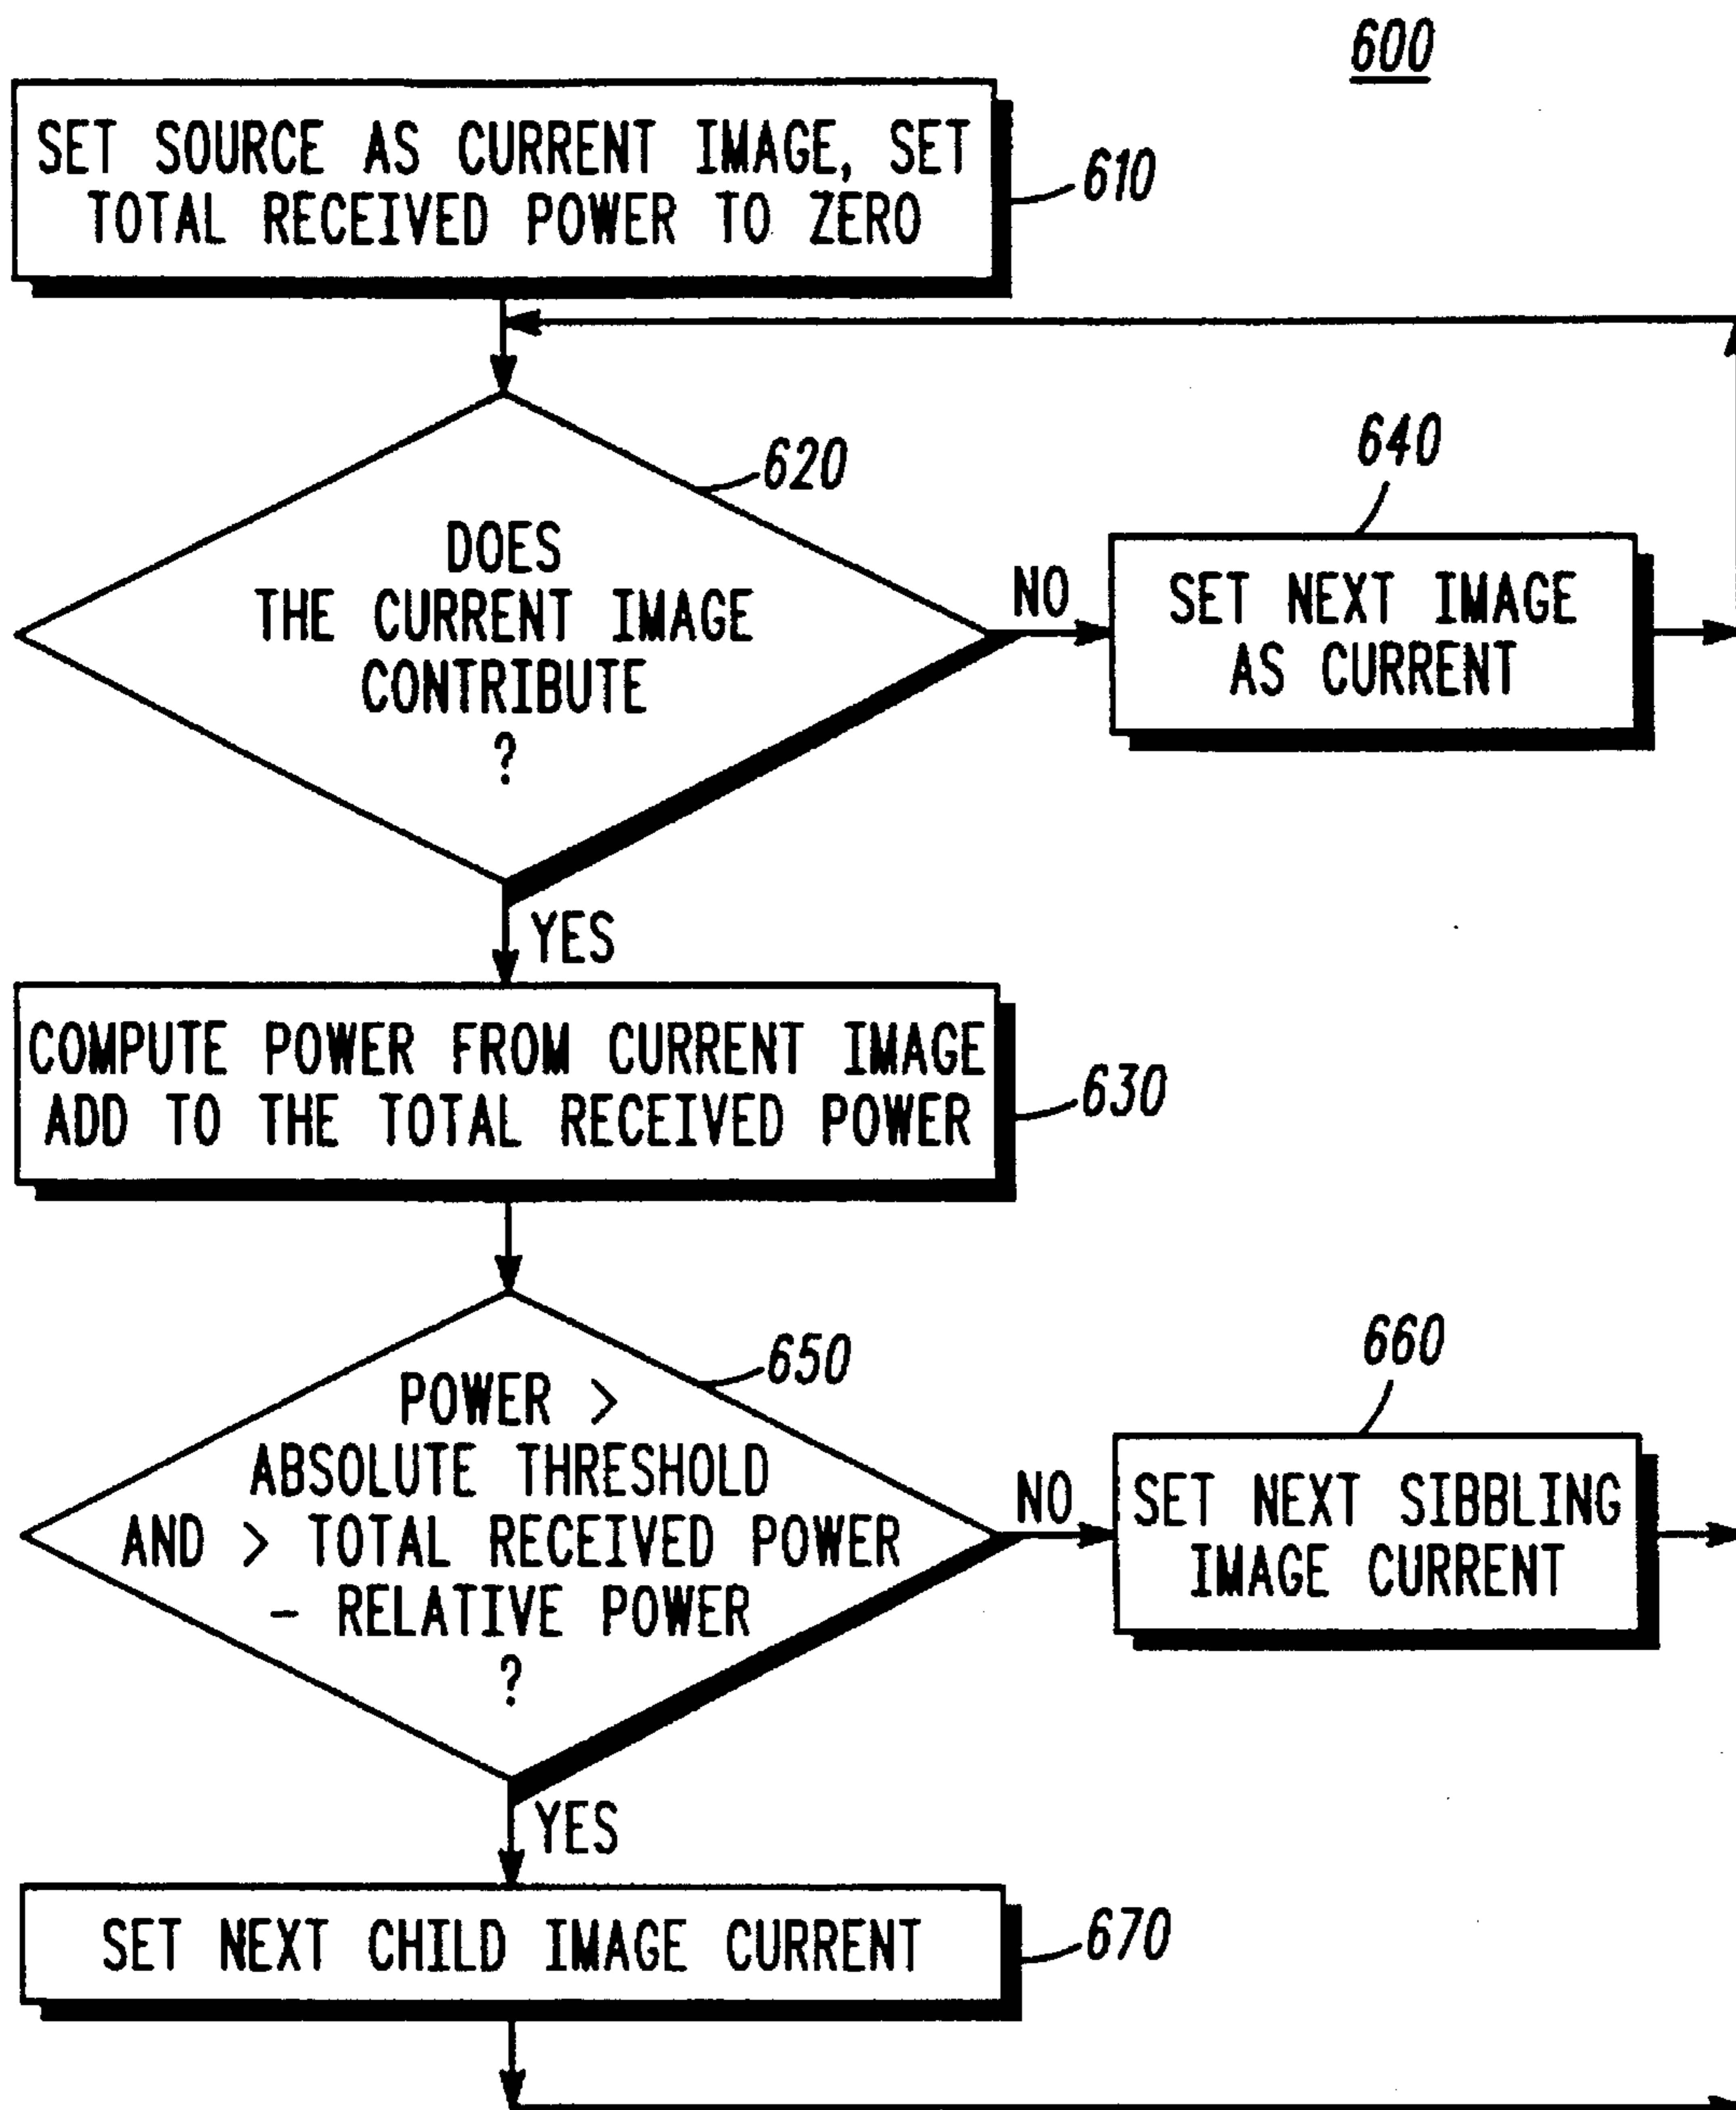 600
SET SOURCE AS CURRENT IMAGE, SET
TOTAL RECEIVED POWER TO ZERO
610
620
DOES
THE CURRENT IMAGE
CONTRIBUTE
?
NO
640
SET NEXT IMAGE
AS CURRENT
YES
COMPUTE POWER FROM CURRENT IMAGE
ADD TO THE TOTAL RECEIVED POWER
630
650
POWER >
ABSOLUTE THRESHOLD
AND > TOTAL RECEIVED POWER
- RELATIVE POWER
?
NO
660
SET NEXT SIBBLING
IMAGE CURRENT
YES
SET NEXT CHILD IMAGE CURRENT
670